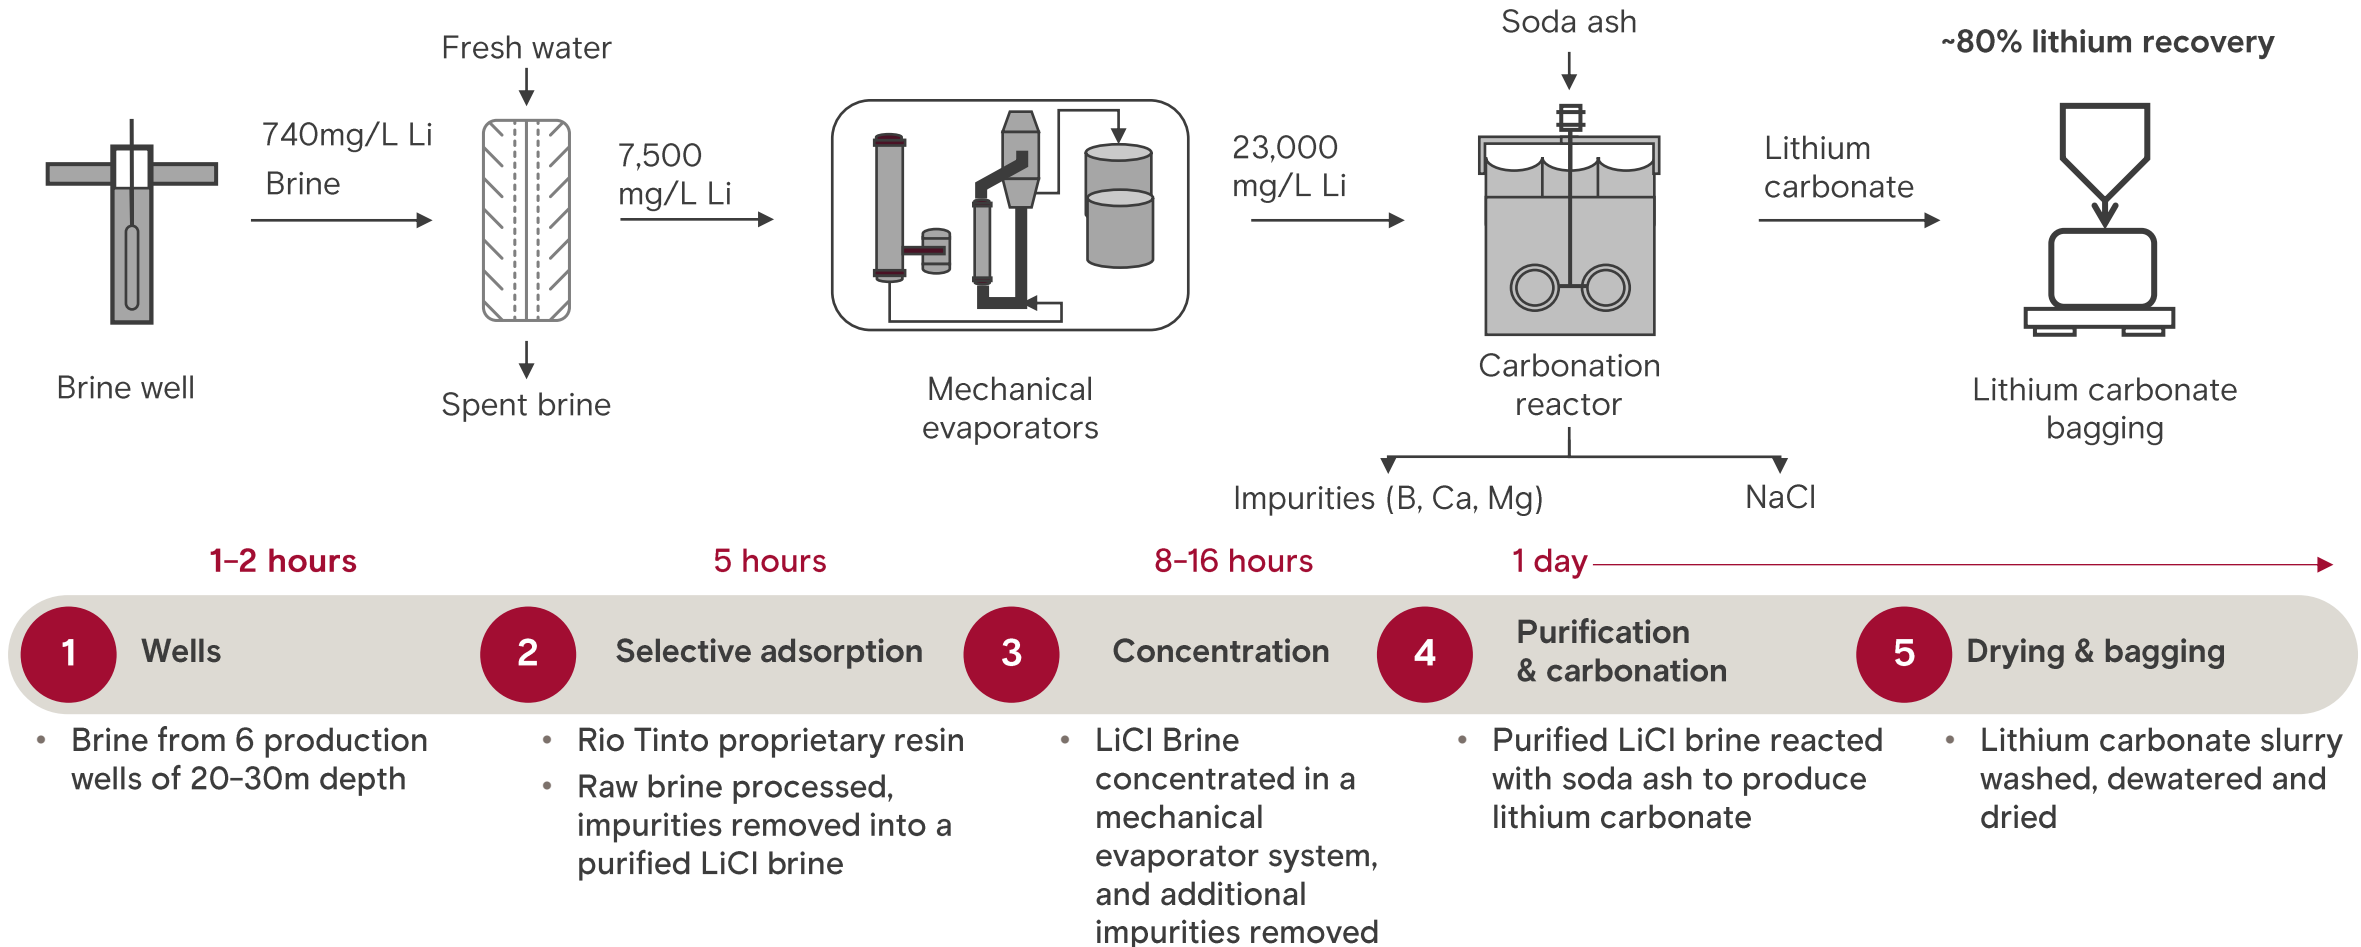 Fresh water
Soda ash
~80% lithium recovery
740mg/L Li
Brine
7,500
mg/L Li
23,000
mg/L Li
Lithium
carbonate
Brine well
Spent brine
Mechanical
evaporators
Carbonation
reactor
Lithium carbonate
bagging
Impurities (B, Ca, Mg)
NaCl
1–2 hours
5 hours
8–16 hours
1 day
1
Wells
2
Selective adsorption
3
Concentration
4
Purification
& carbonation
5
Drying & bagging
• Brine from 6 production
wells of 20–30m depth
• Rio Tinto proprietary resin
• Raw brine processed,
impurities removed into a
purified LiCl brine
• LiCl Brine
concentrated in a
mechanical
evaporator system,
and additional
impurities removed
• Purified LiCl brine reacted
with soda ash to produce
lithium carbonate
• Lithium carbonate slurry
washed, dewatered and
dried